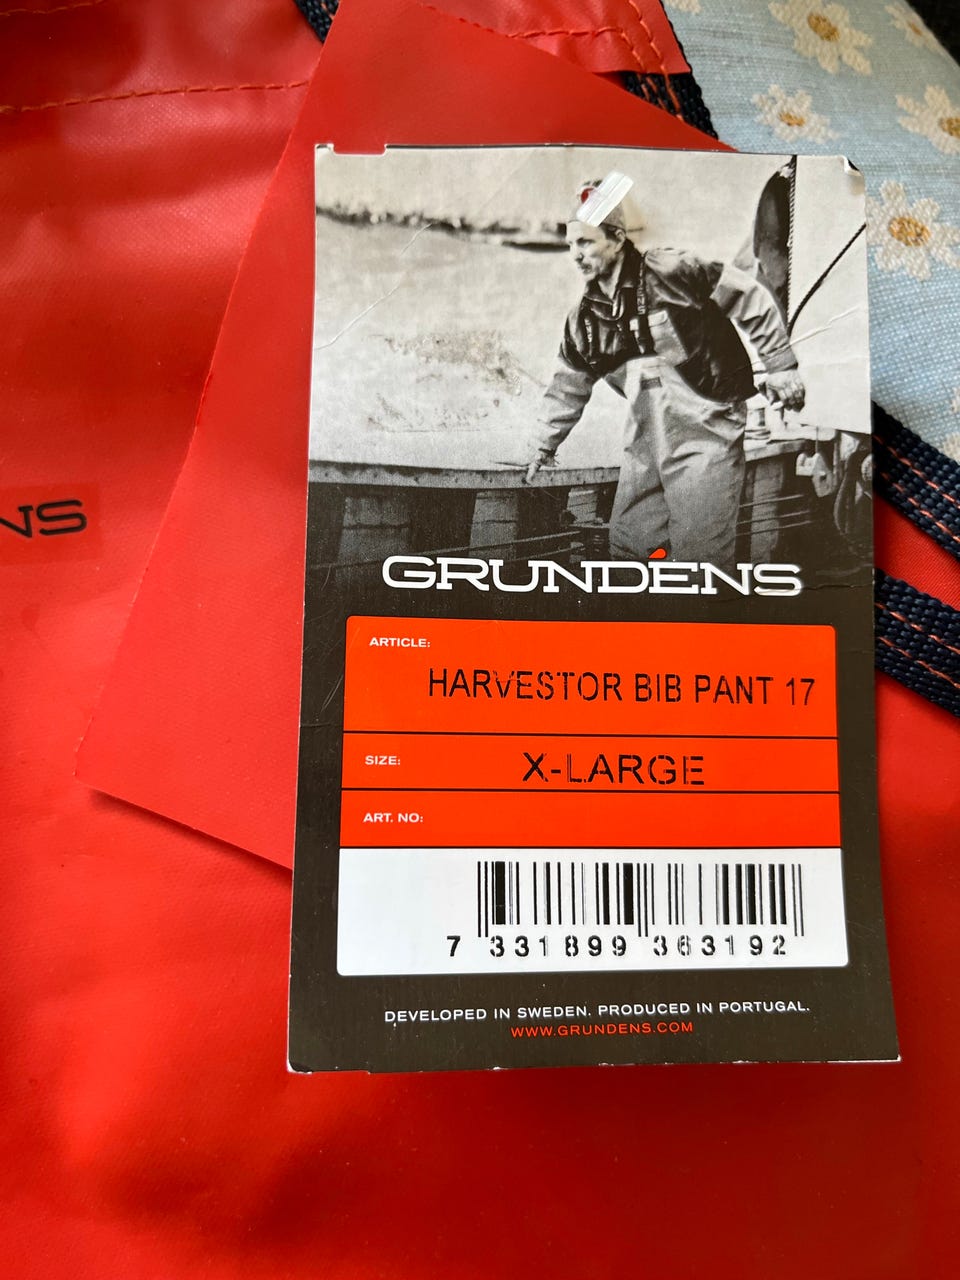 NS
GRUNDÉNS
ARTICLE:
HARVESTOR BIB PANT 17
SIZE: X-LARGE
ART. NO:
7 331899 363192
DEVELOPED IN SWEDEN. PRODUCED IN PORTUGAL.
WWW.GRUNDENS.COM